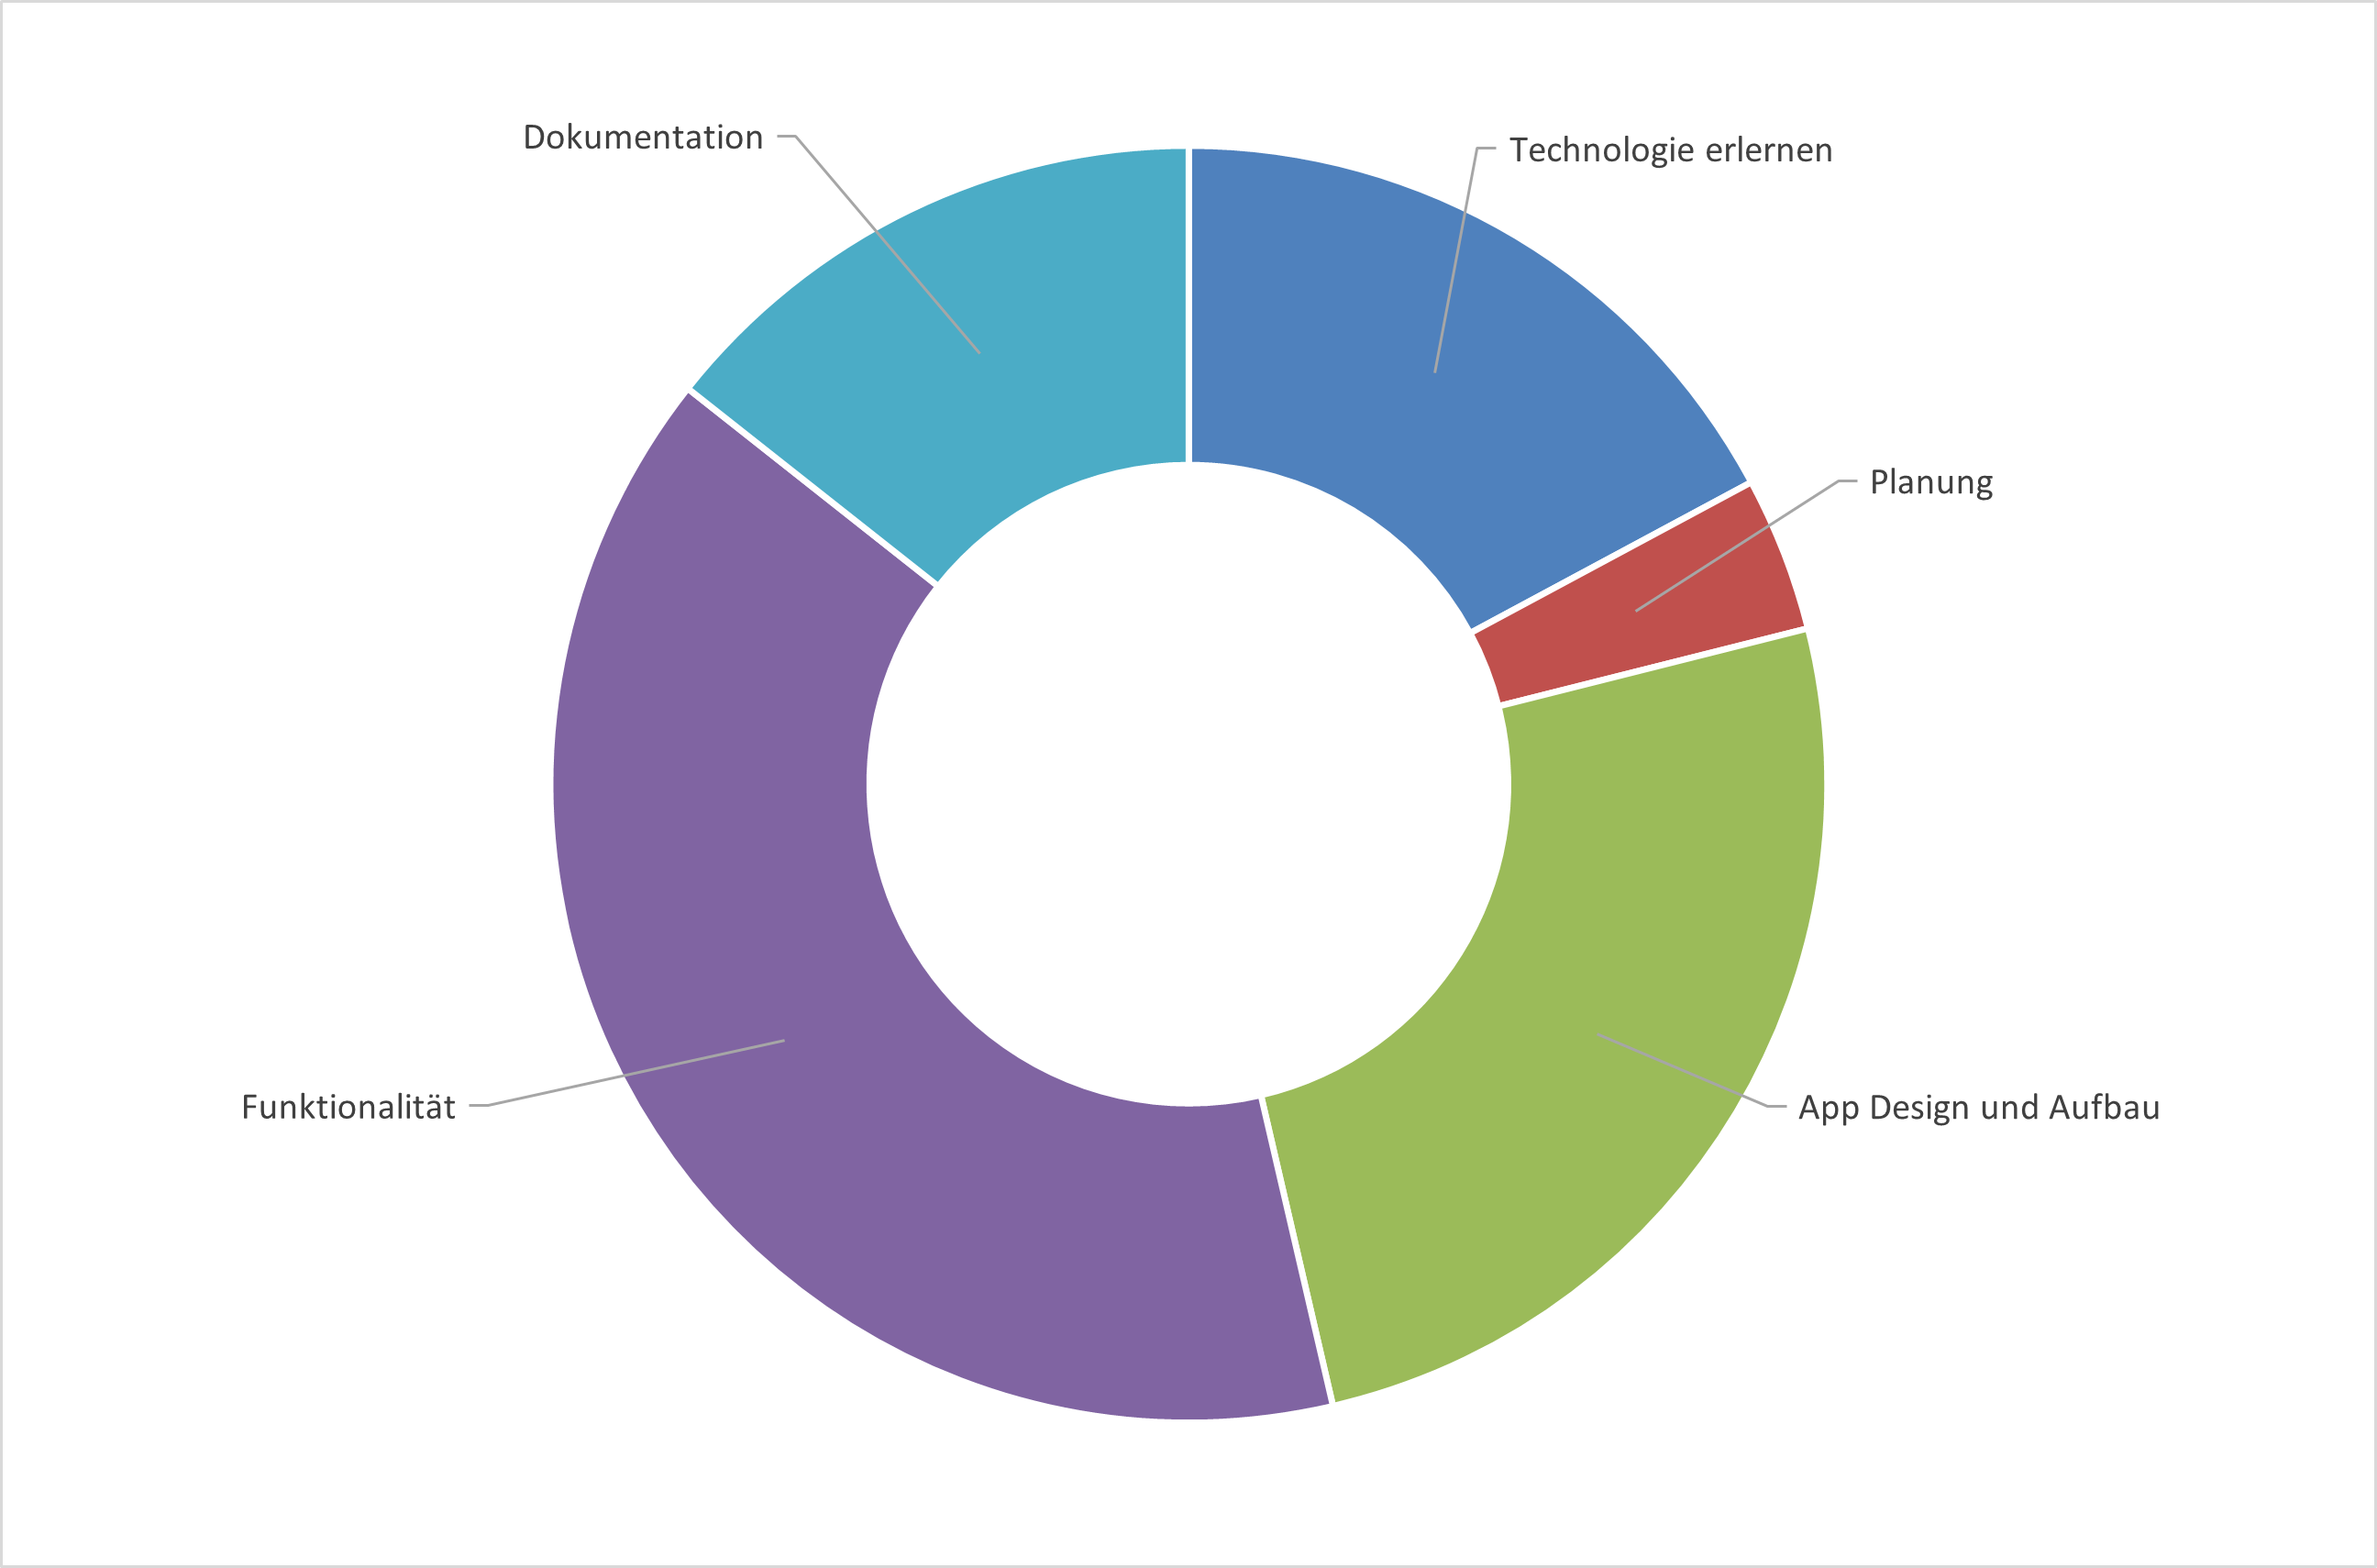 Dokumentation
Technologie erlernen
Planung
Funktionalität
App Design und Aufbau